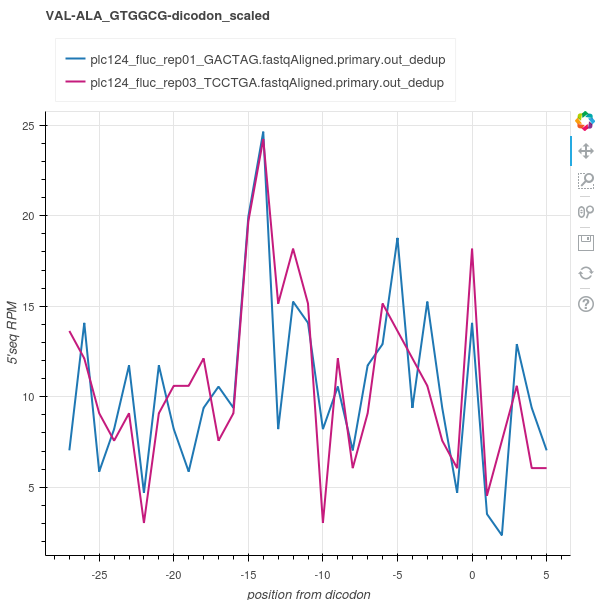 VAL-ALA_GTGGCG-dicodon_scaled
plc124_fluc_rep01_GACTAG.fastqAligned.primary.out_dedup
plc124_fluc_rep03_TCCTGA.fastqAligned.primary.out_dedup
25
20
15
10
5
5'seq RPM
-25 -20 -15 -10 -5 0 5
position from dicodon